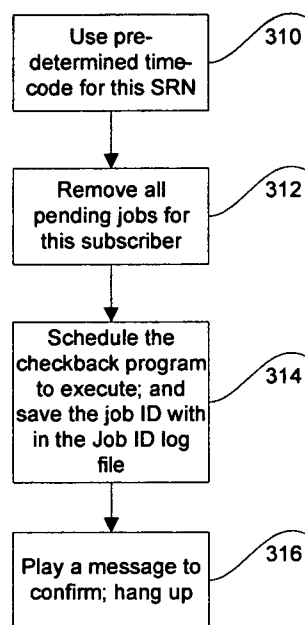 Use pre-
determined time-
code for this SRN
310
Remove all
pending jobs for
this subscriber
312
Schedule the
checkback program
to execute; and
save the job ID with
in the Job ID log
file
314
Play a message to
confirm; hang up
316